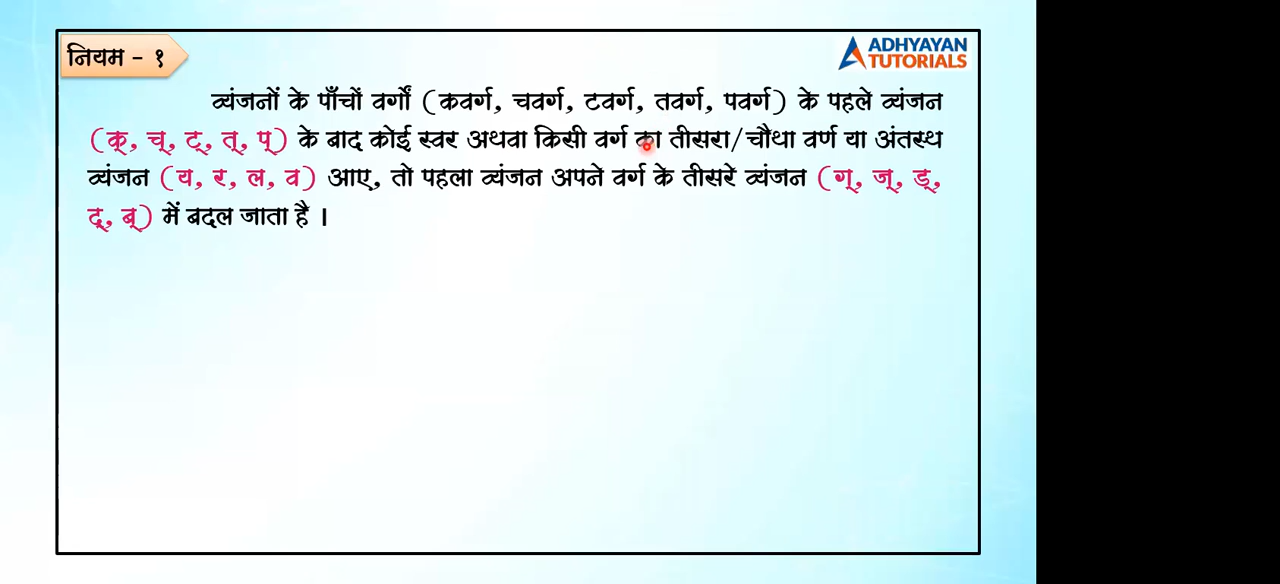 नियम - १
ADHYAYAN
TUTORIALS
व्यंजनों के पाँचों वर्गों (कवर्ग, चवर्ग, टवर्ग, तवर्ग, पवर्ग) के पहले व्यंजन
(क्, च्, ट्, त्, प्) के बाद कोई स्वर अथवा किसी वर्ग का तीसरा/चौथा वर्ण या अंतस्थ
व्यंजन (य, र, ल, व) आए, तो पहला व्यंजन अपने वर्ग के तीसरे व्यंजन (ग्, ज्, ड्,
द्, ब्) में बदल जाता है ।